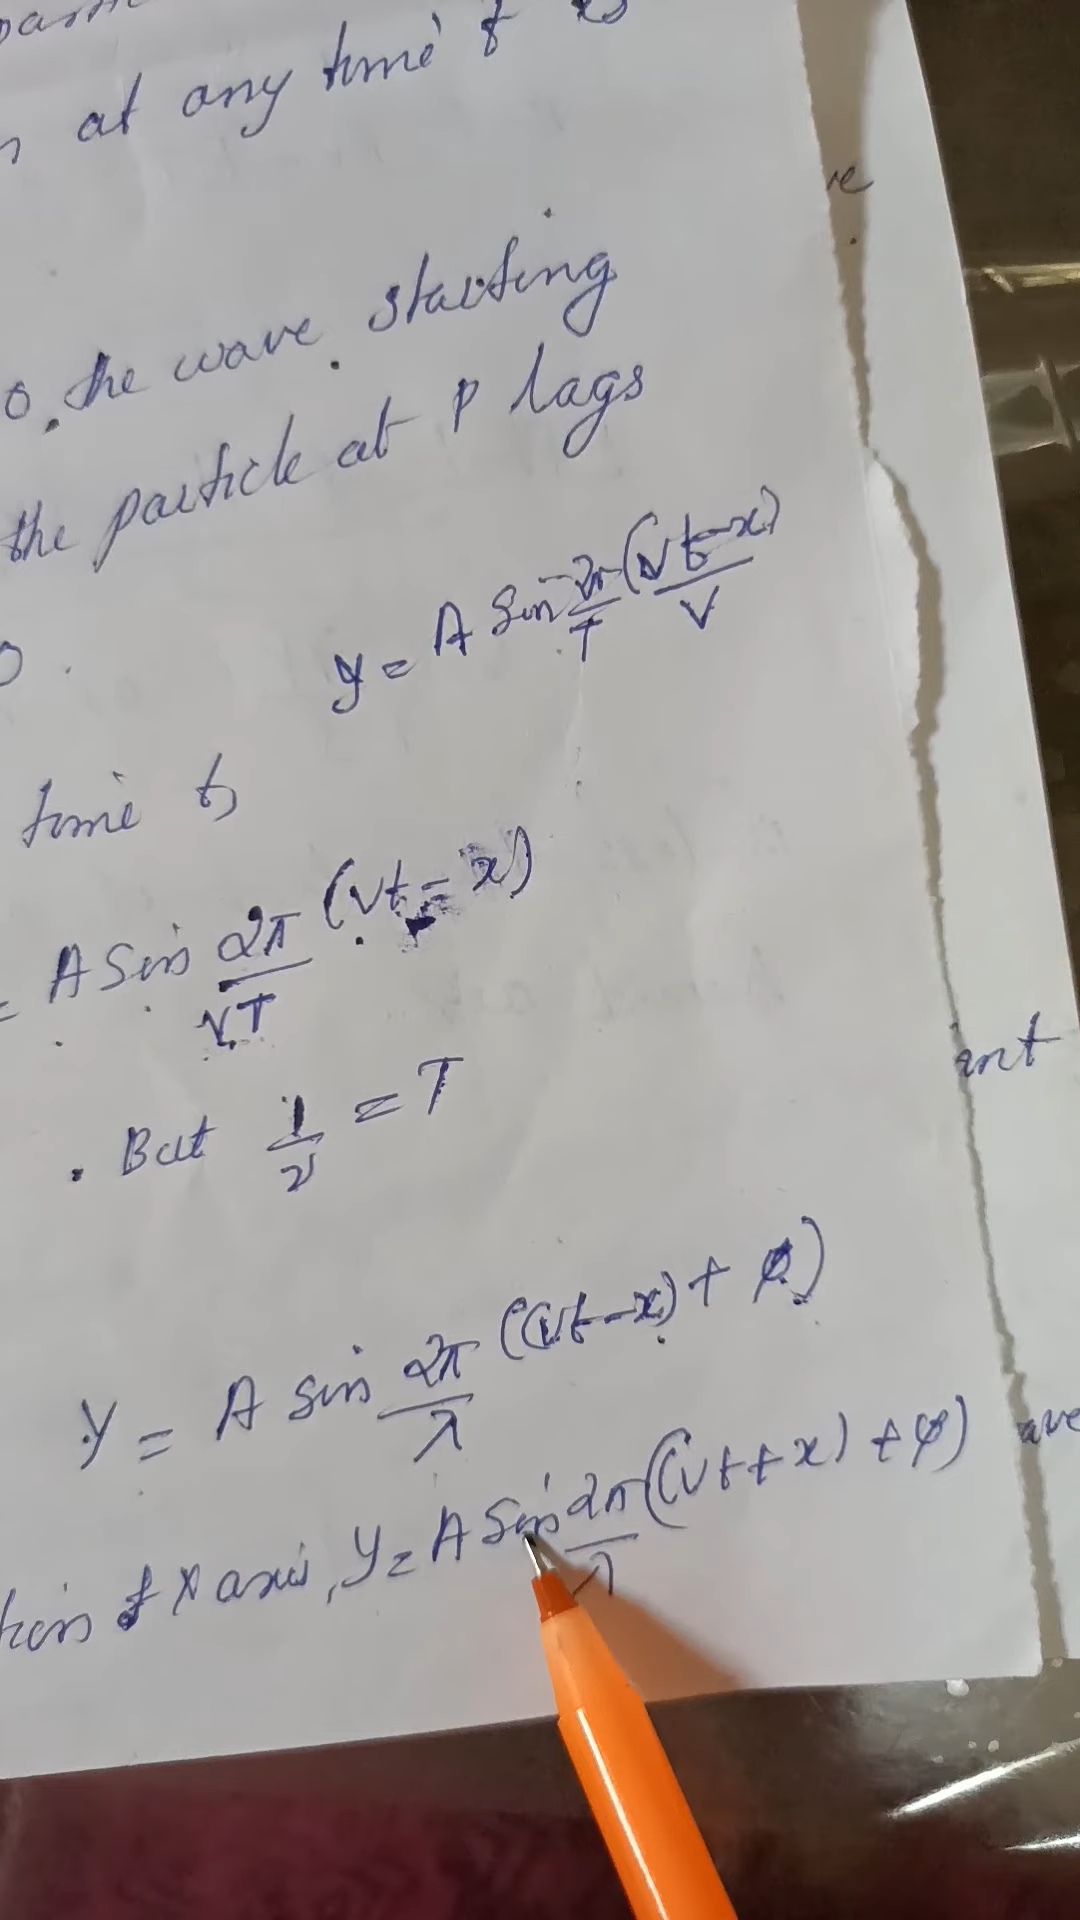 at any time t is
the wave starting
the particle at P lags
y = A Sin 2π/T (Vt-x)/V
time t,
= A Sin 2π/VT (Vt-x)
But 1/ν = T
y = A Sin 2π/λ ((Vt-x) + φ)
of x axis, y = A Sin 2π/λ ((Vt+x) + φ)